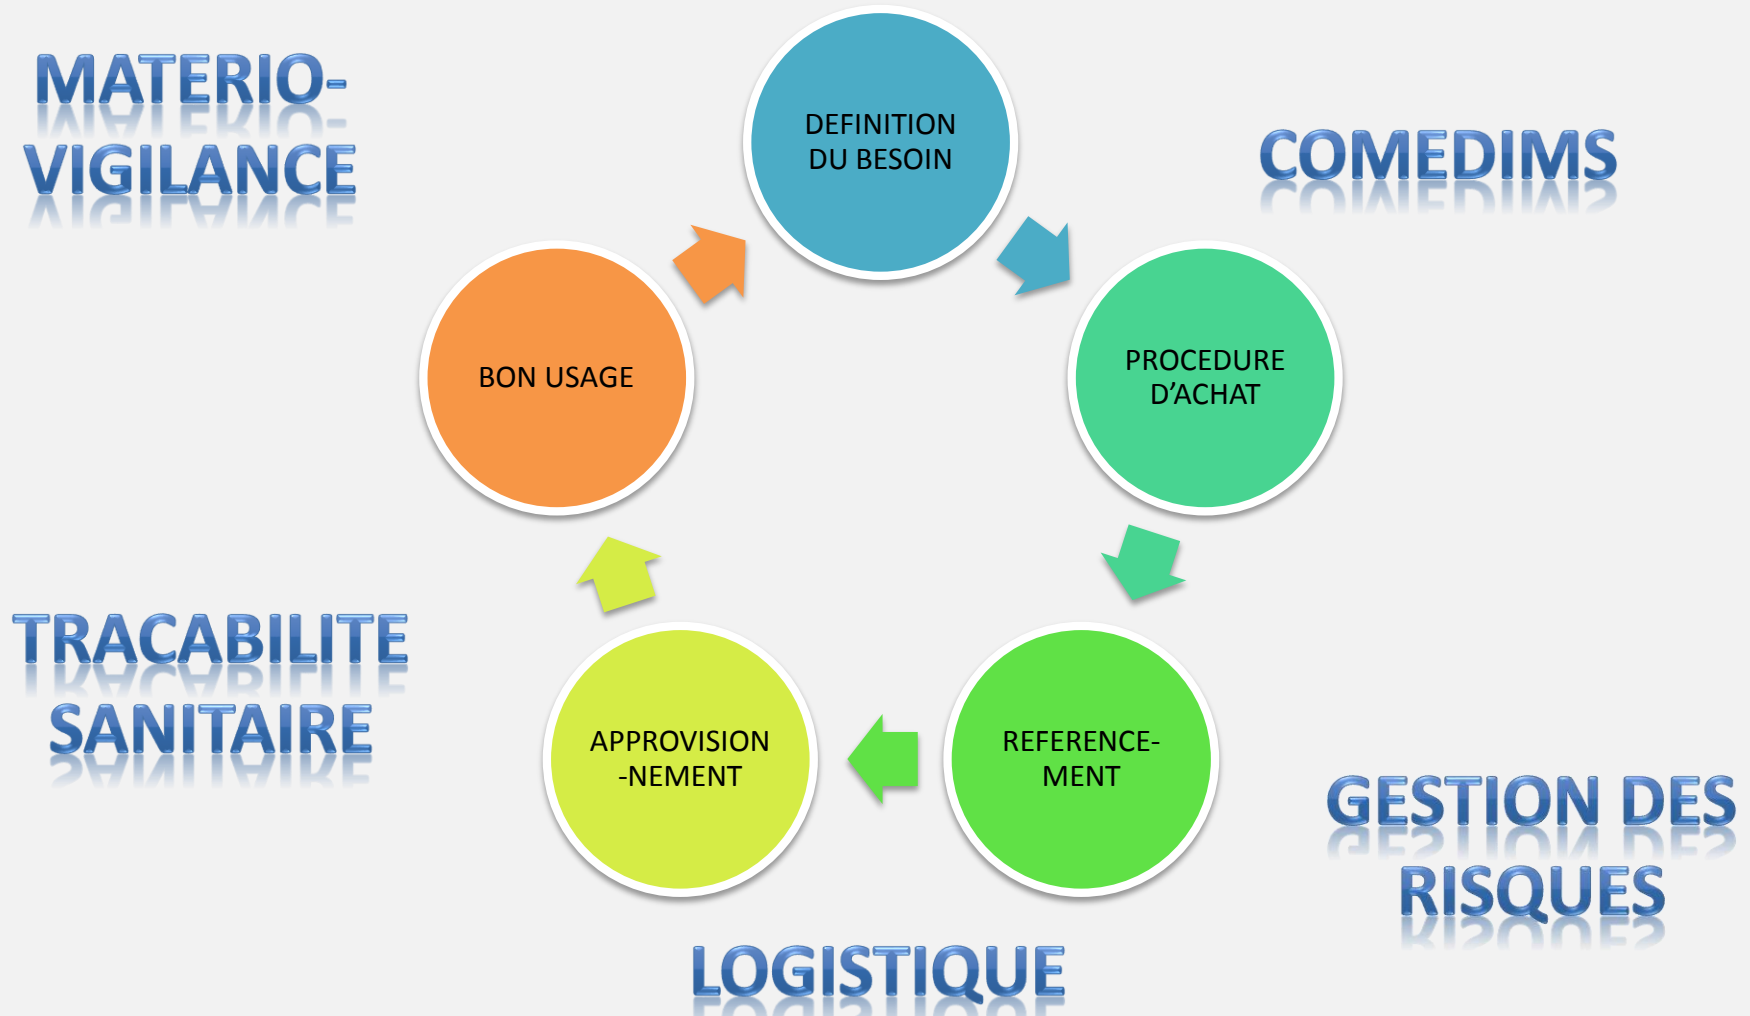 MATERIO-
VIGILANCE
DEFINITION
DU BESOIN
COMEDIMS
BON USAGE
PROCEDURE
D’ACHAT
TRACABILITE
SANITAIRE
APPROVISION
-NEMENT
REFERENCE-
MENT
GESTION DES
RISQUES
LOGISTIQUE